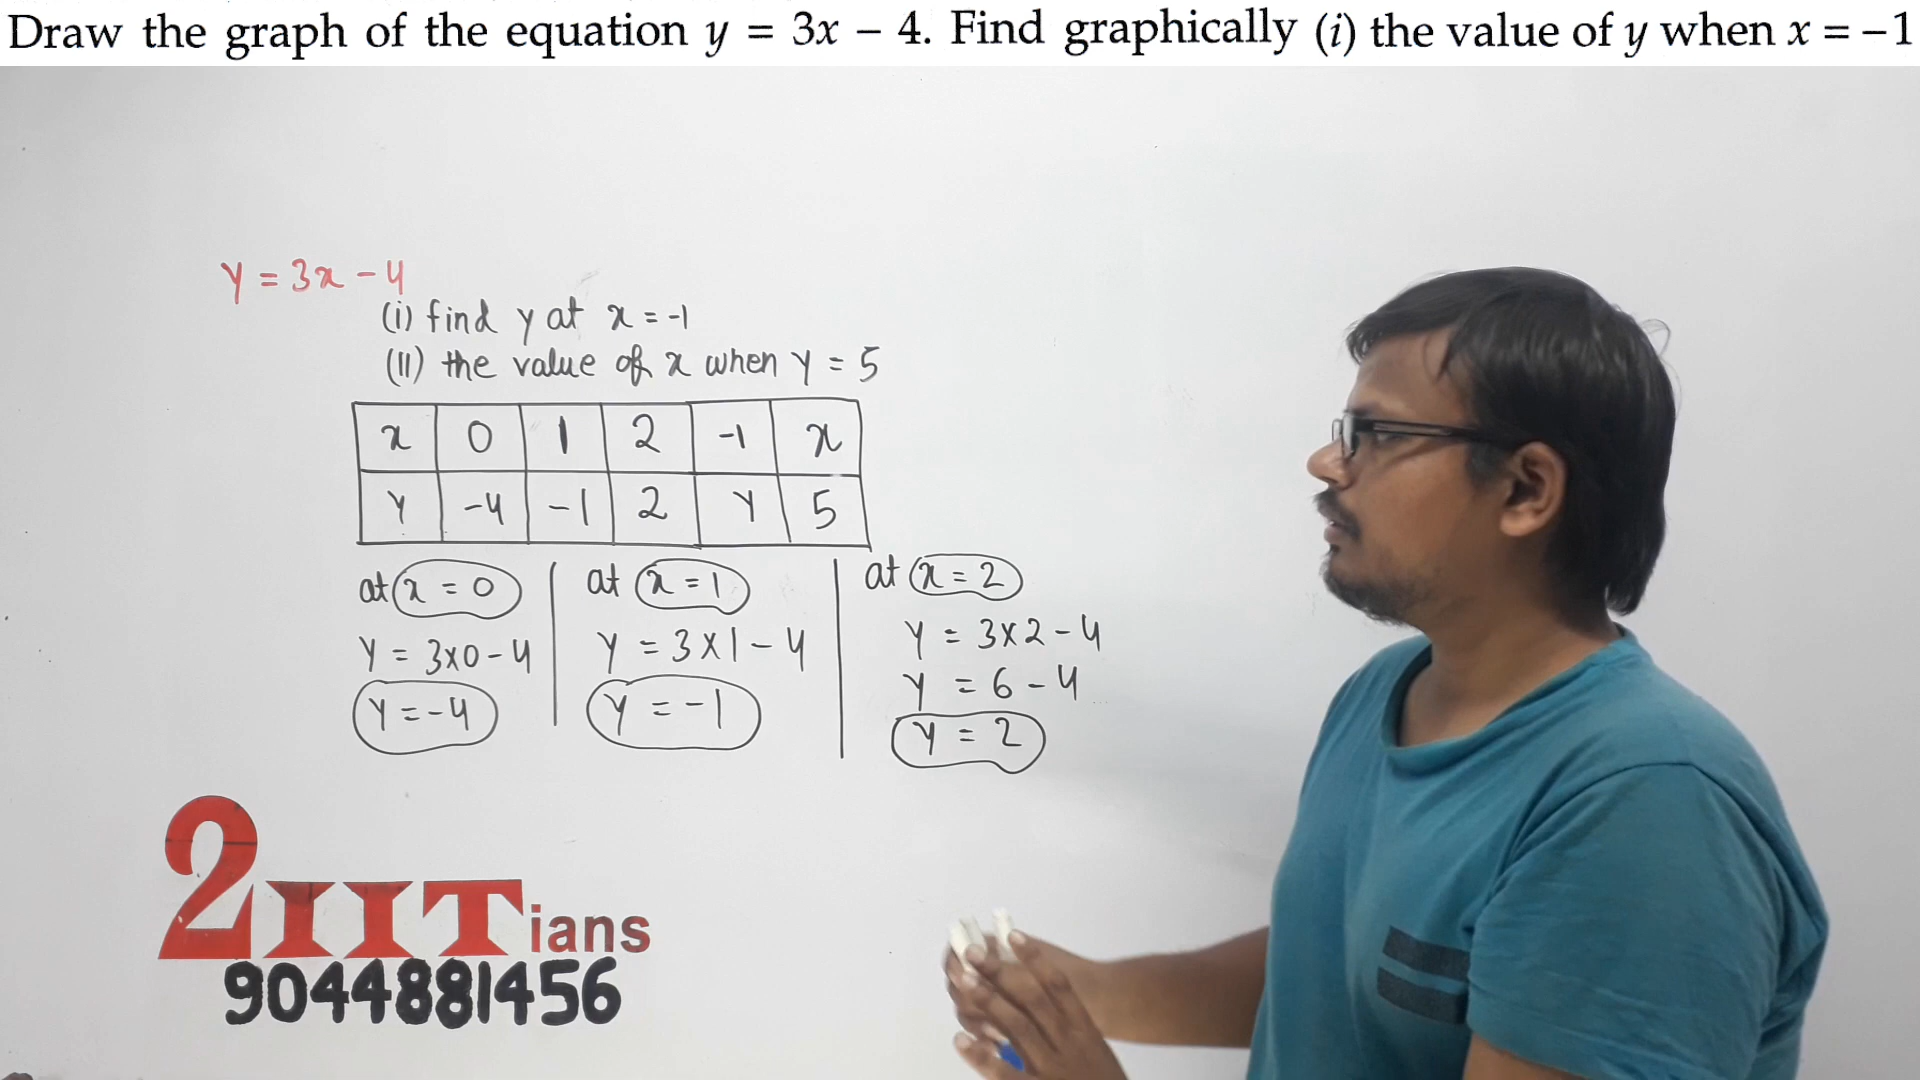 Draw the graph of the equation y = 3x – 4. Find graphically (i) the value of y when x = –1
y = 3x - 4
(i) find y at x = -1
(II) the value of x when y = 5
x 0 1 2 -1 x
y -4 -1 2 y 5
at x = 0 at x = 1 at x = 2
y = 3x0-4 y = 3x1-4 y = 3x2-4
y = 6-4
y = -4 y = -1 y = 2
2IITians
9044881456